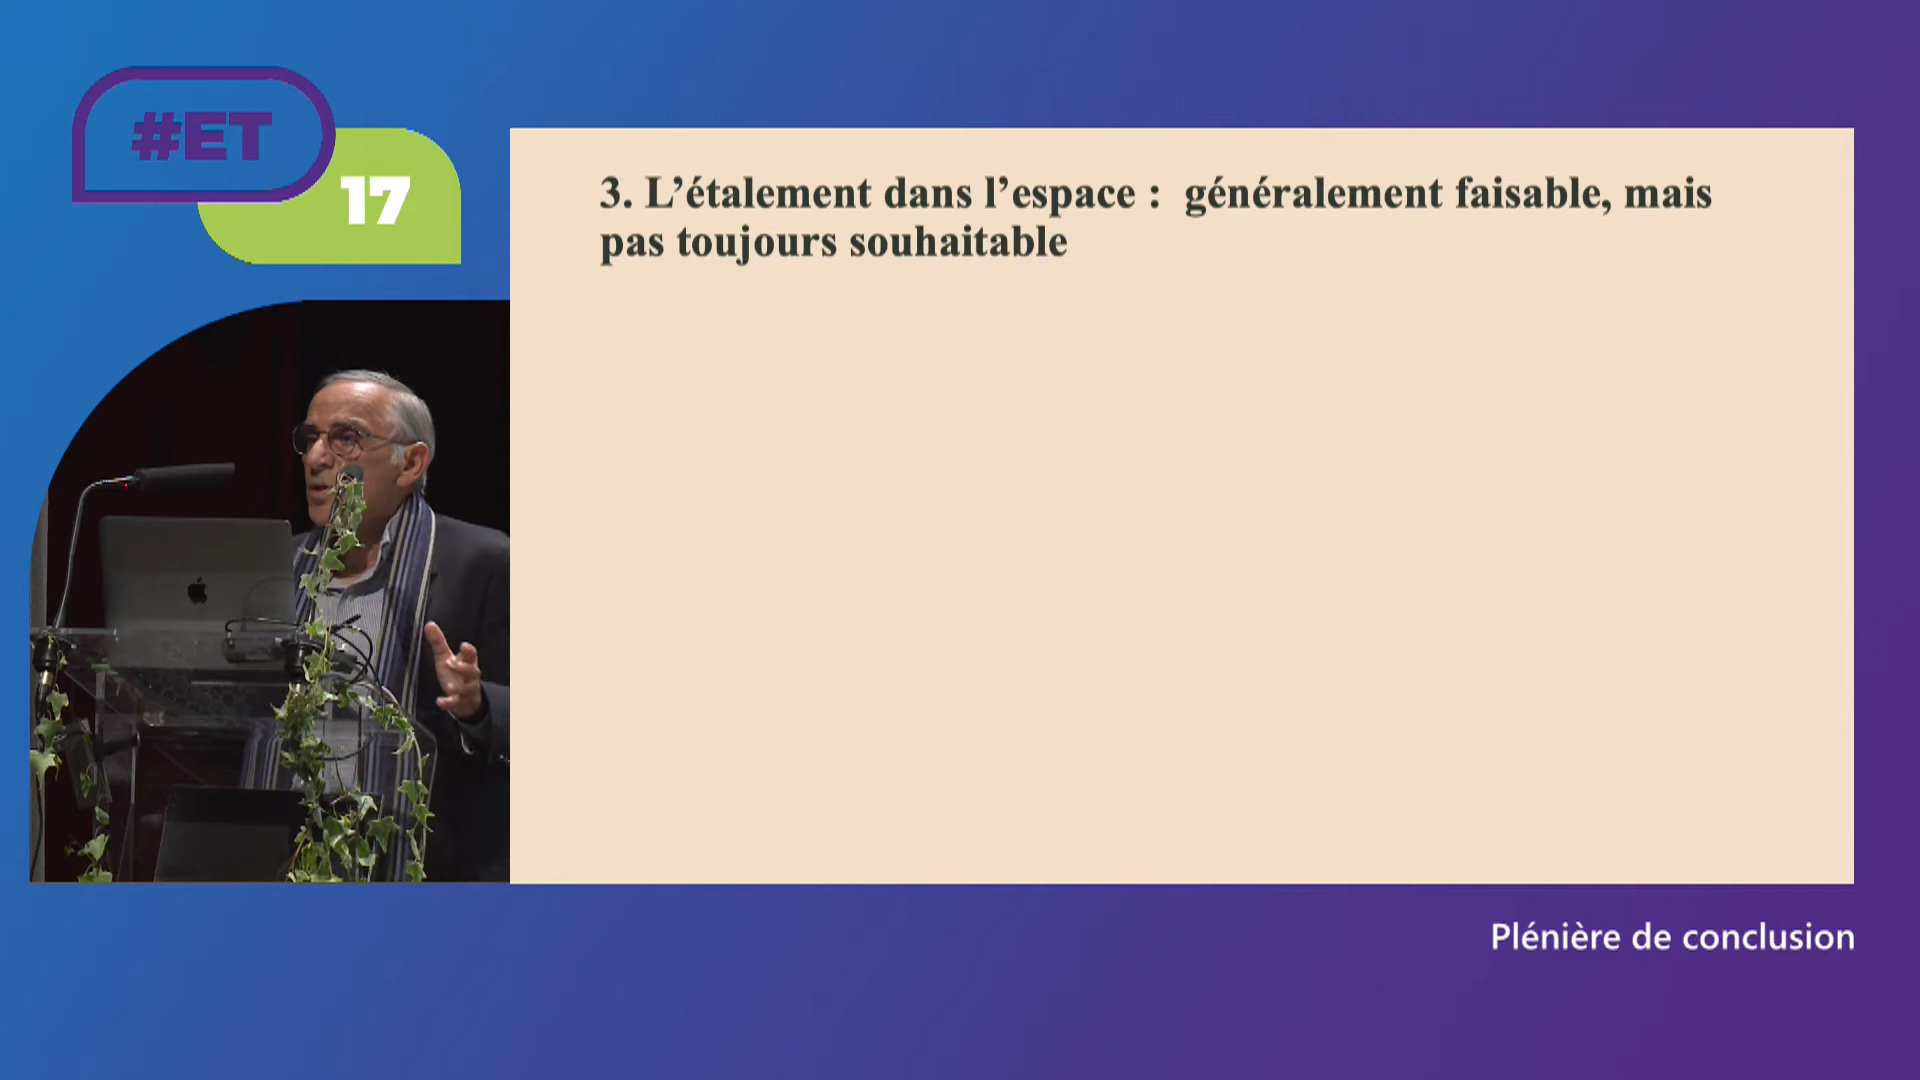 #ET
17
3. L’étalement dans l’espace :  généralement faisable, mais
pas toujours souhaitable
Plénière de conclusion